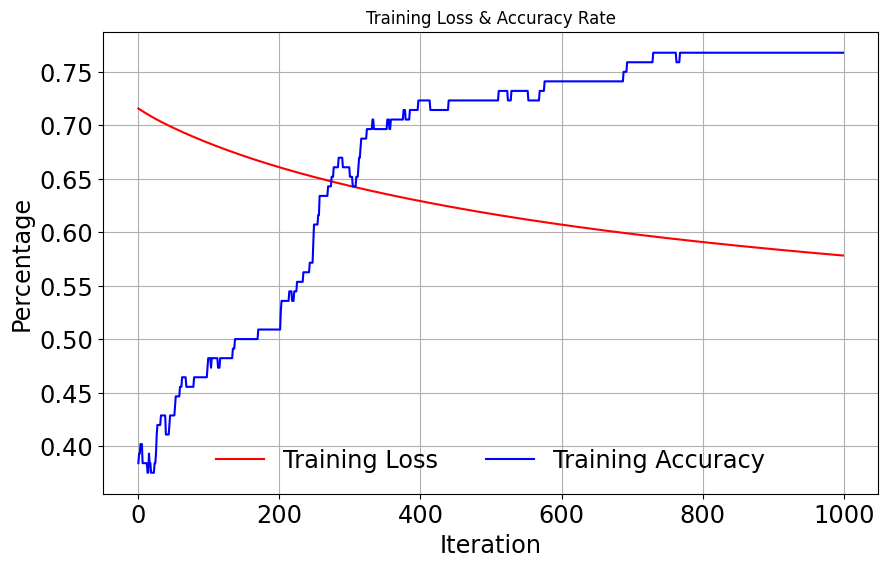 Training Loss & Accuracy Rate
Percentage
0.75
0.70
0.65
0.60
0.55
0.50
0.45
0.40
Training Loss
Training Accuracy
0 200 400 600 800 1000
Iteration